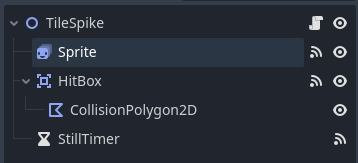 TileSpike
Sprite
HitBox
CollisionPolygon2D
StillTimer